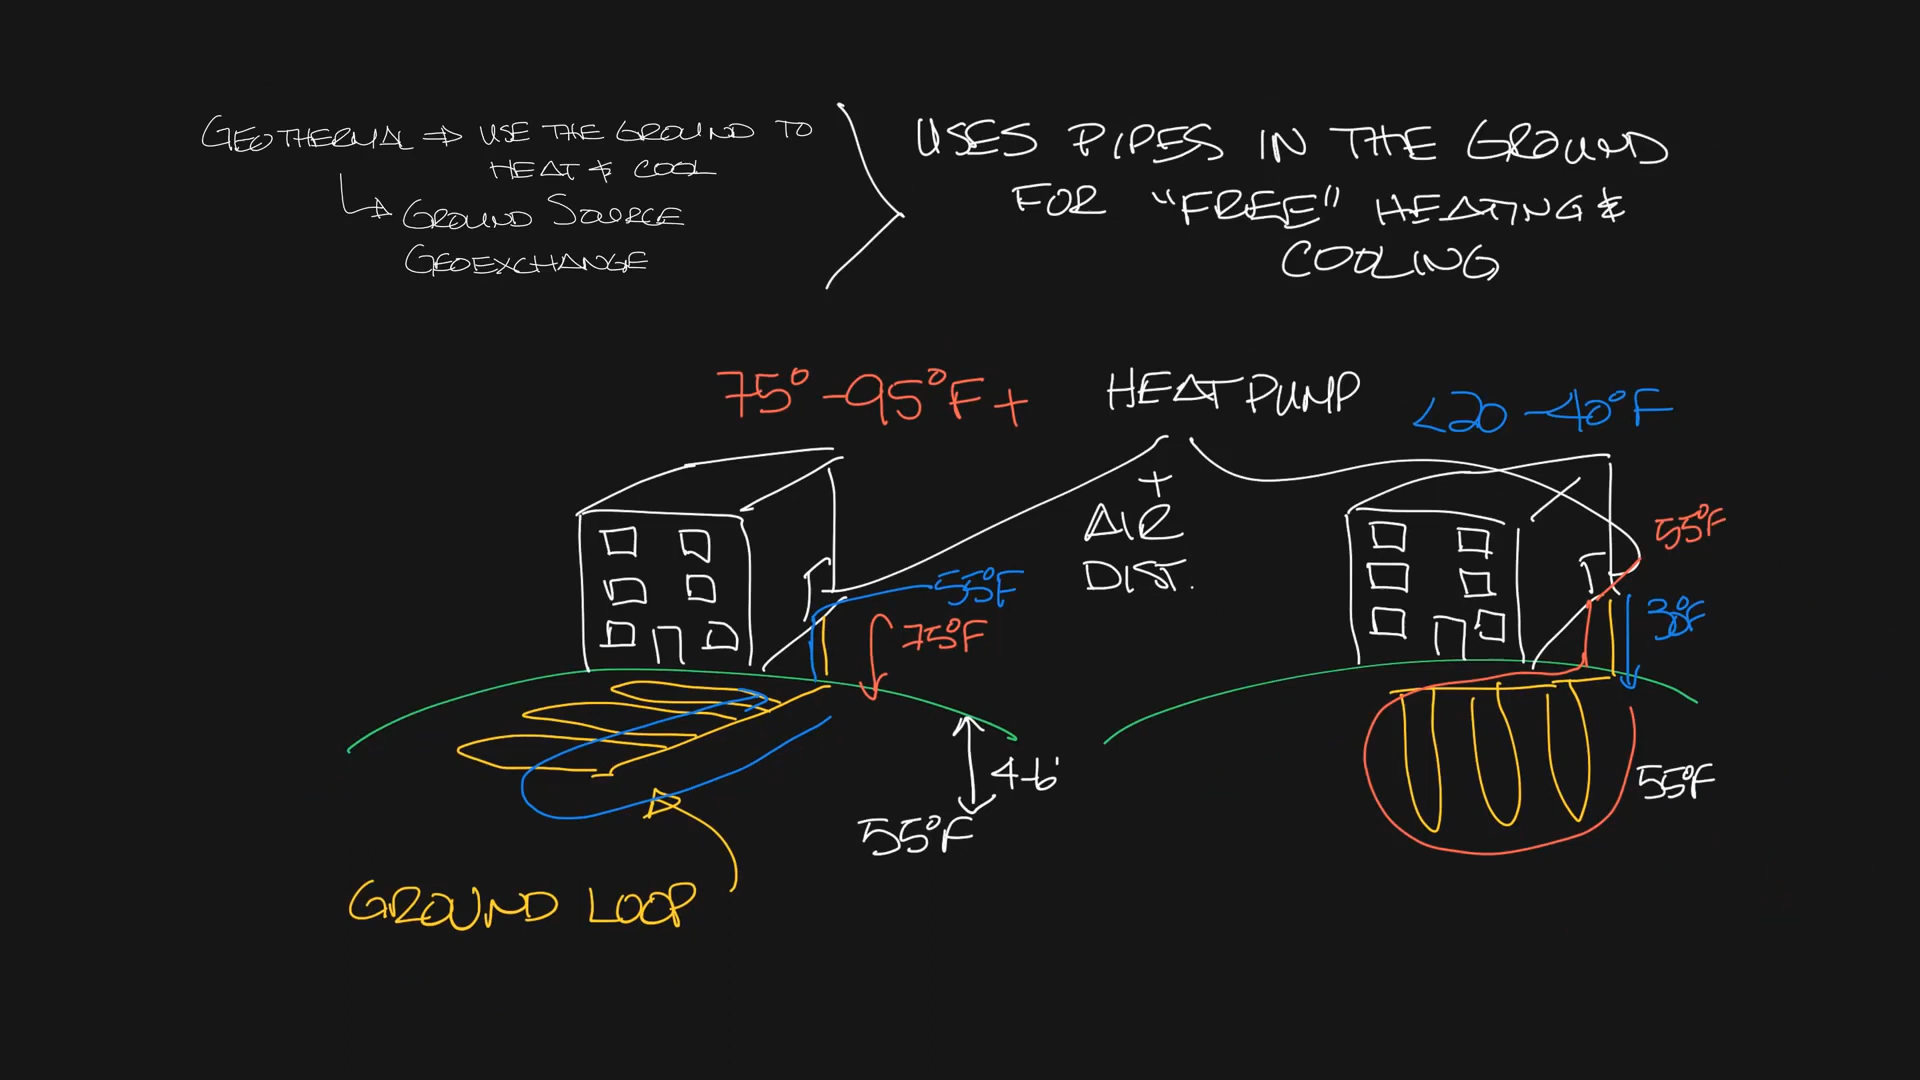 GEOTHERMAL ⇒ USE THE GROUND TO
HEAT & COOL
↳ GROUND SOURCE
GEOEXCHANGE
USES PIPES IN THE GROUND
FOR "FREE" HEATING &
COOLING
75° - 95°F +
HEAT PUMP
+
AIR
DIST.
<20 - 40°F
55°F
75°F
4-6'
55°F
GROUND LOOP
55°F
30°F
55°F